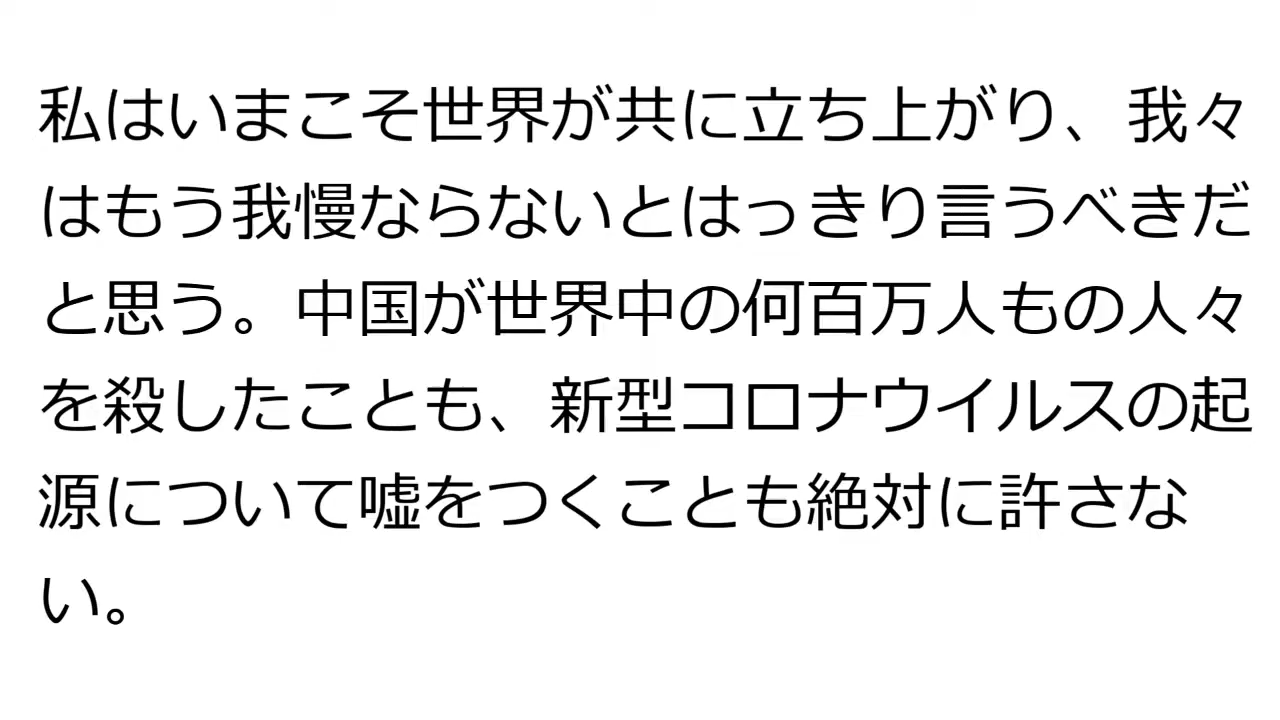 私はいまこそ世界が共に立ち上がり、我々
はもう我慢ならないとはっきり言うべきだ
と思う。中国が世界中の何百万人もの人々
を殺したことも、新型コロナウイルスの起
源について嘘をつくことも絶対に許さな
い。